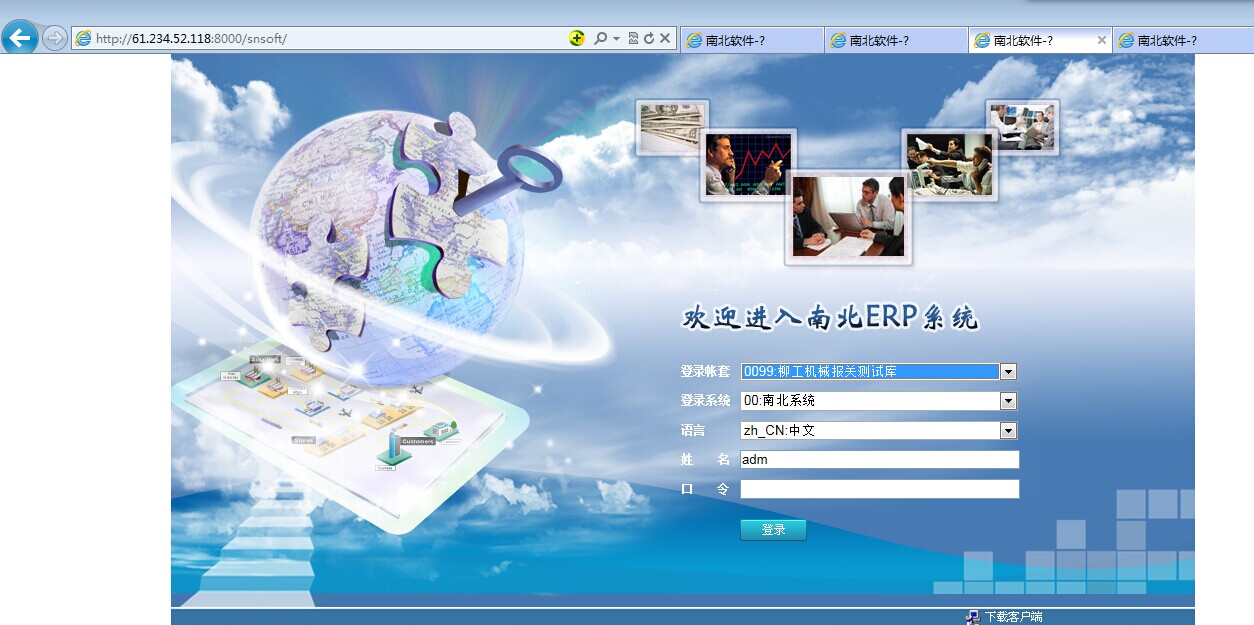 http://61.234.52.118:8000/snsoft/
南北软件-?
南北软件-?
南北软件-?
南北软件-?
欢迎进入南北ERP系统
登录帐套 0099:柳工机械报关测试库
登录系统 00:南北系统
语言 zh_CN:中文
姓 名 adm
口 令
登录
Customers
下载客户端